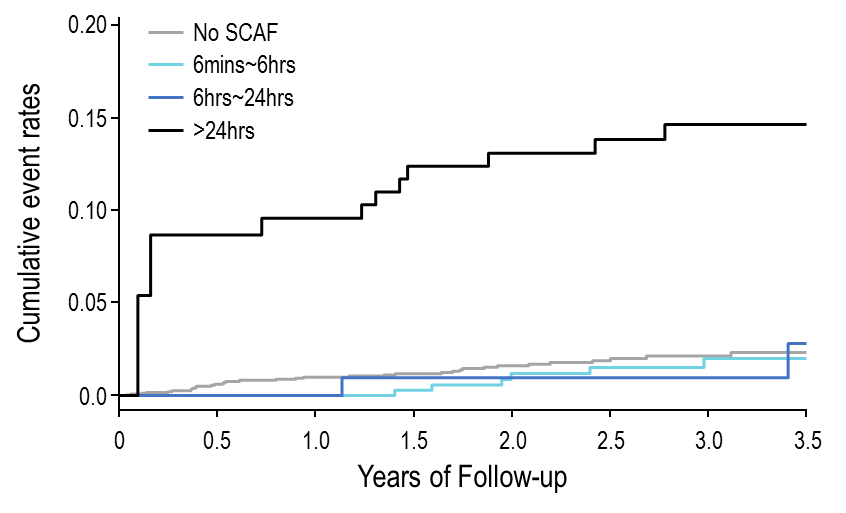 0.20
0.15
0.10
0.05
0.0
Cumulative event rates
No SCAF
6mins~6hrs
6hrs~24hrs
>24hrs
0 0.5 1.0 1.5 2.0 2.5 3.0 3.5
Years of Follow-up